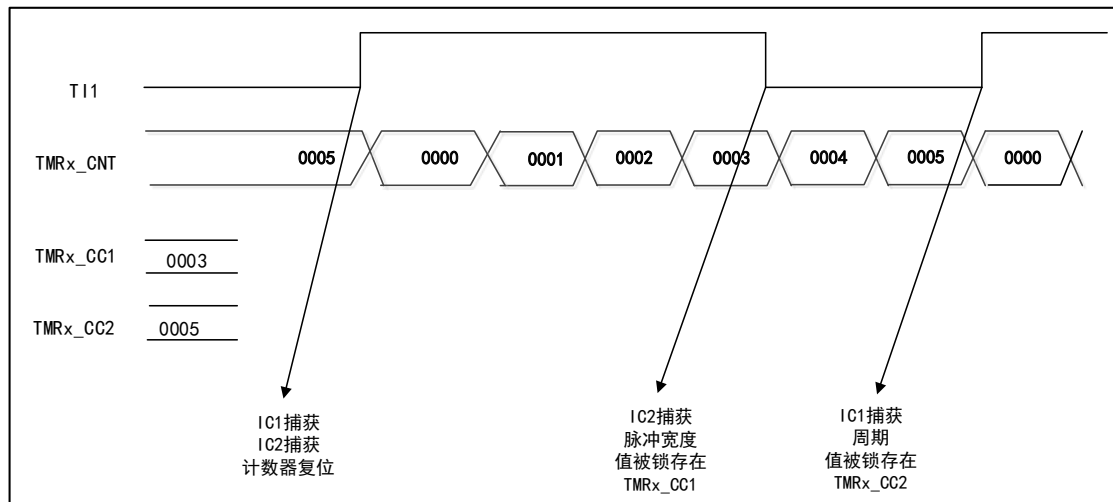 TI1
TMRx_CNT
0005 0000 0001 0002 0003 0004 0005 0000
TMRx_CC1
0003
TMRx_CC2
0005
IC1捕获
IC2捕获
计数器复位
IC2捕获
脉冲宽度
值被锁存在
TMRx_CC1
IC1捕获
周期
值被锁存在
TMRx_CC2